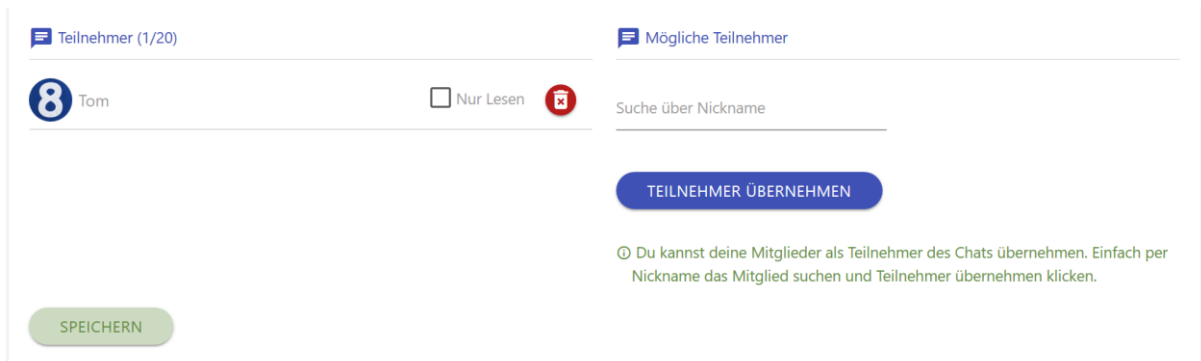 Teilnehmer (1/20)
8 Tom Nur Lesen
Mögliche Teilnehmer
Suche über Nickname
TEILNEHMER ÜBERNEHMEN
Du kannst deine Mitglieder als Teilnehmer des Chats übernehmen. Einfach per
Nickname das Mitglied suchen und Teilnehmer übernehmen klicken.
SPEICHERN